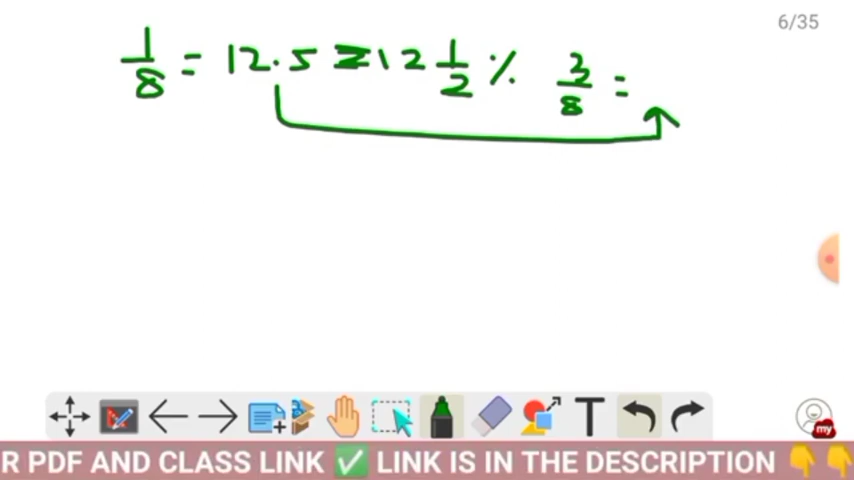 6/35
1/8 = 12.5 = 12 1/2 % 3/8 =
T
my
R PDF AND CLASS LINK ✅ LINK IS IN THE DESCRIPTION 👇👇